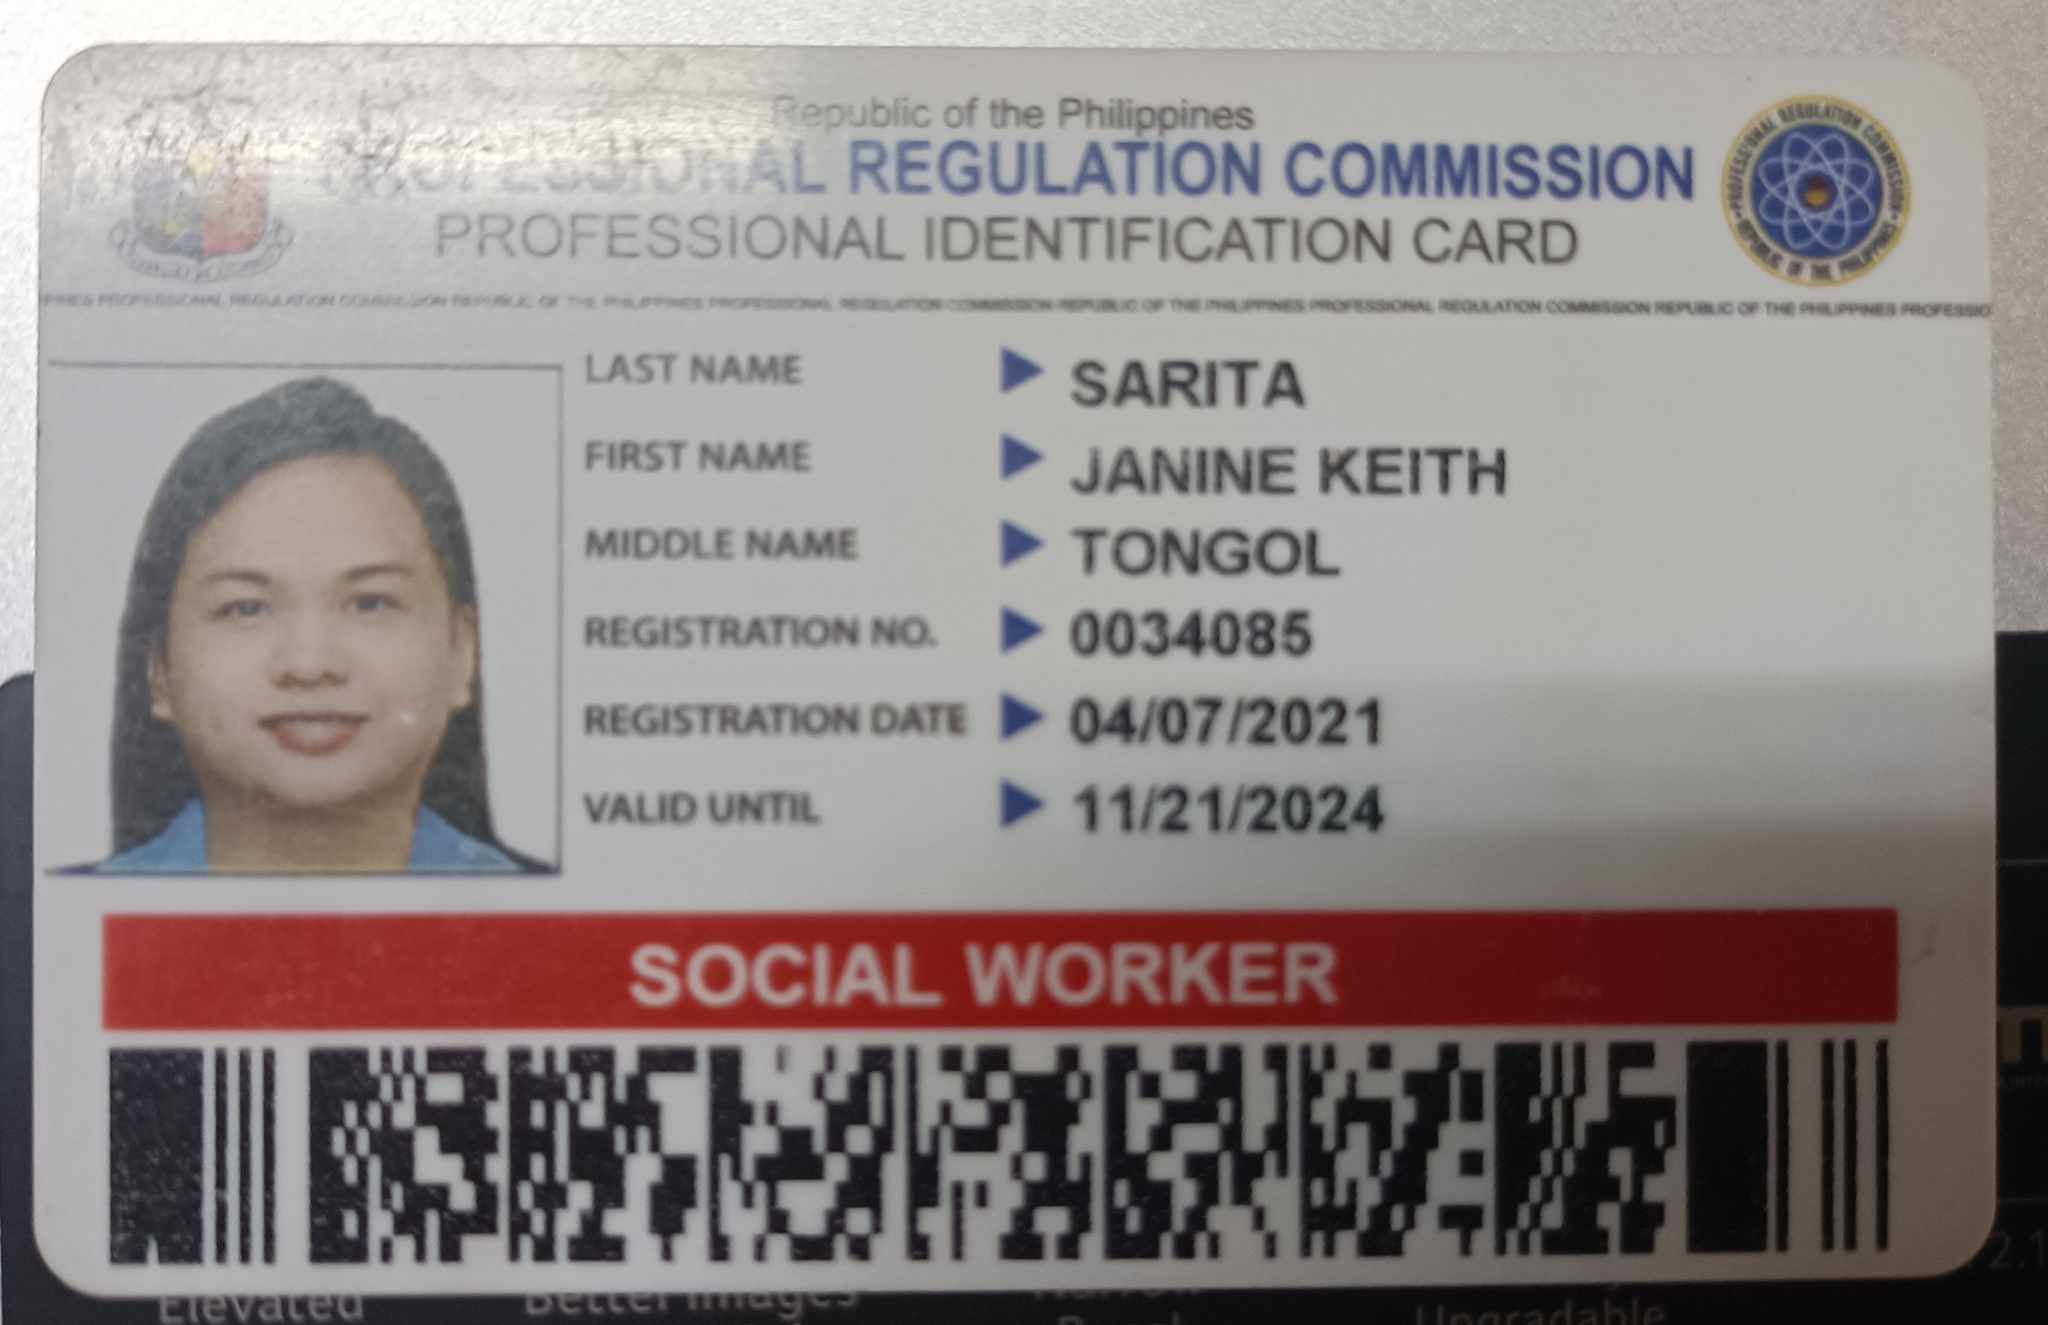 Republic of the Philippines
PROFESSIONAL REGULATION COMMISSION
PROFESSIONAL IDENTIFICATION CARD
PROFESSIONAL REGULATION COMMISSION
REPUBLIC OF THE PHILIPPINES
PINES PROFESSIONAL REGULATION COMMISSION REPUBLIC OF THE PHILIPPINES PROFESSIONAL REGULATION COMMISSION REPUBLIC OF THE PHILIPPINES PROFESSIONAL REGULATION COMMISSION REPUBLIC OF THE PHILIPPINES PROFESSIO
LAST NAME SARITA
FIRST NAME JANINE KEITH
MIDDLE NAME TONGOL
REGISTRATION NO. 0034085
REGISTRATION DATE 04/07/2021
VALID UNTIL 11/21/2024
SOCIAL WORKER
2.1
Elevated Better Images Narrow Upgradable